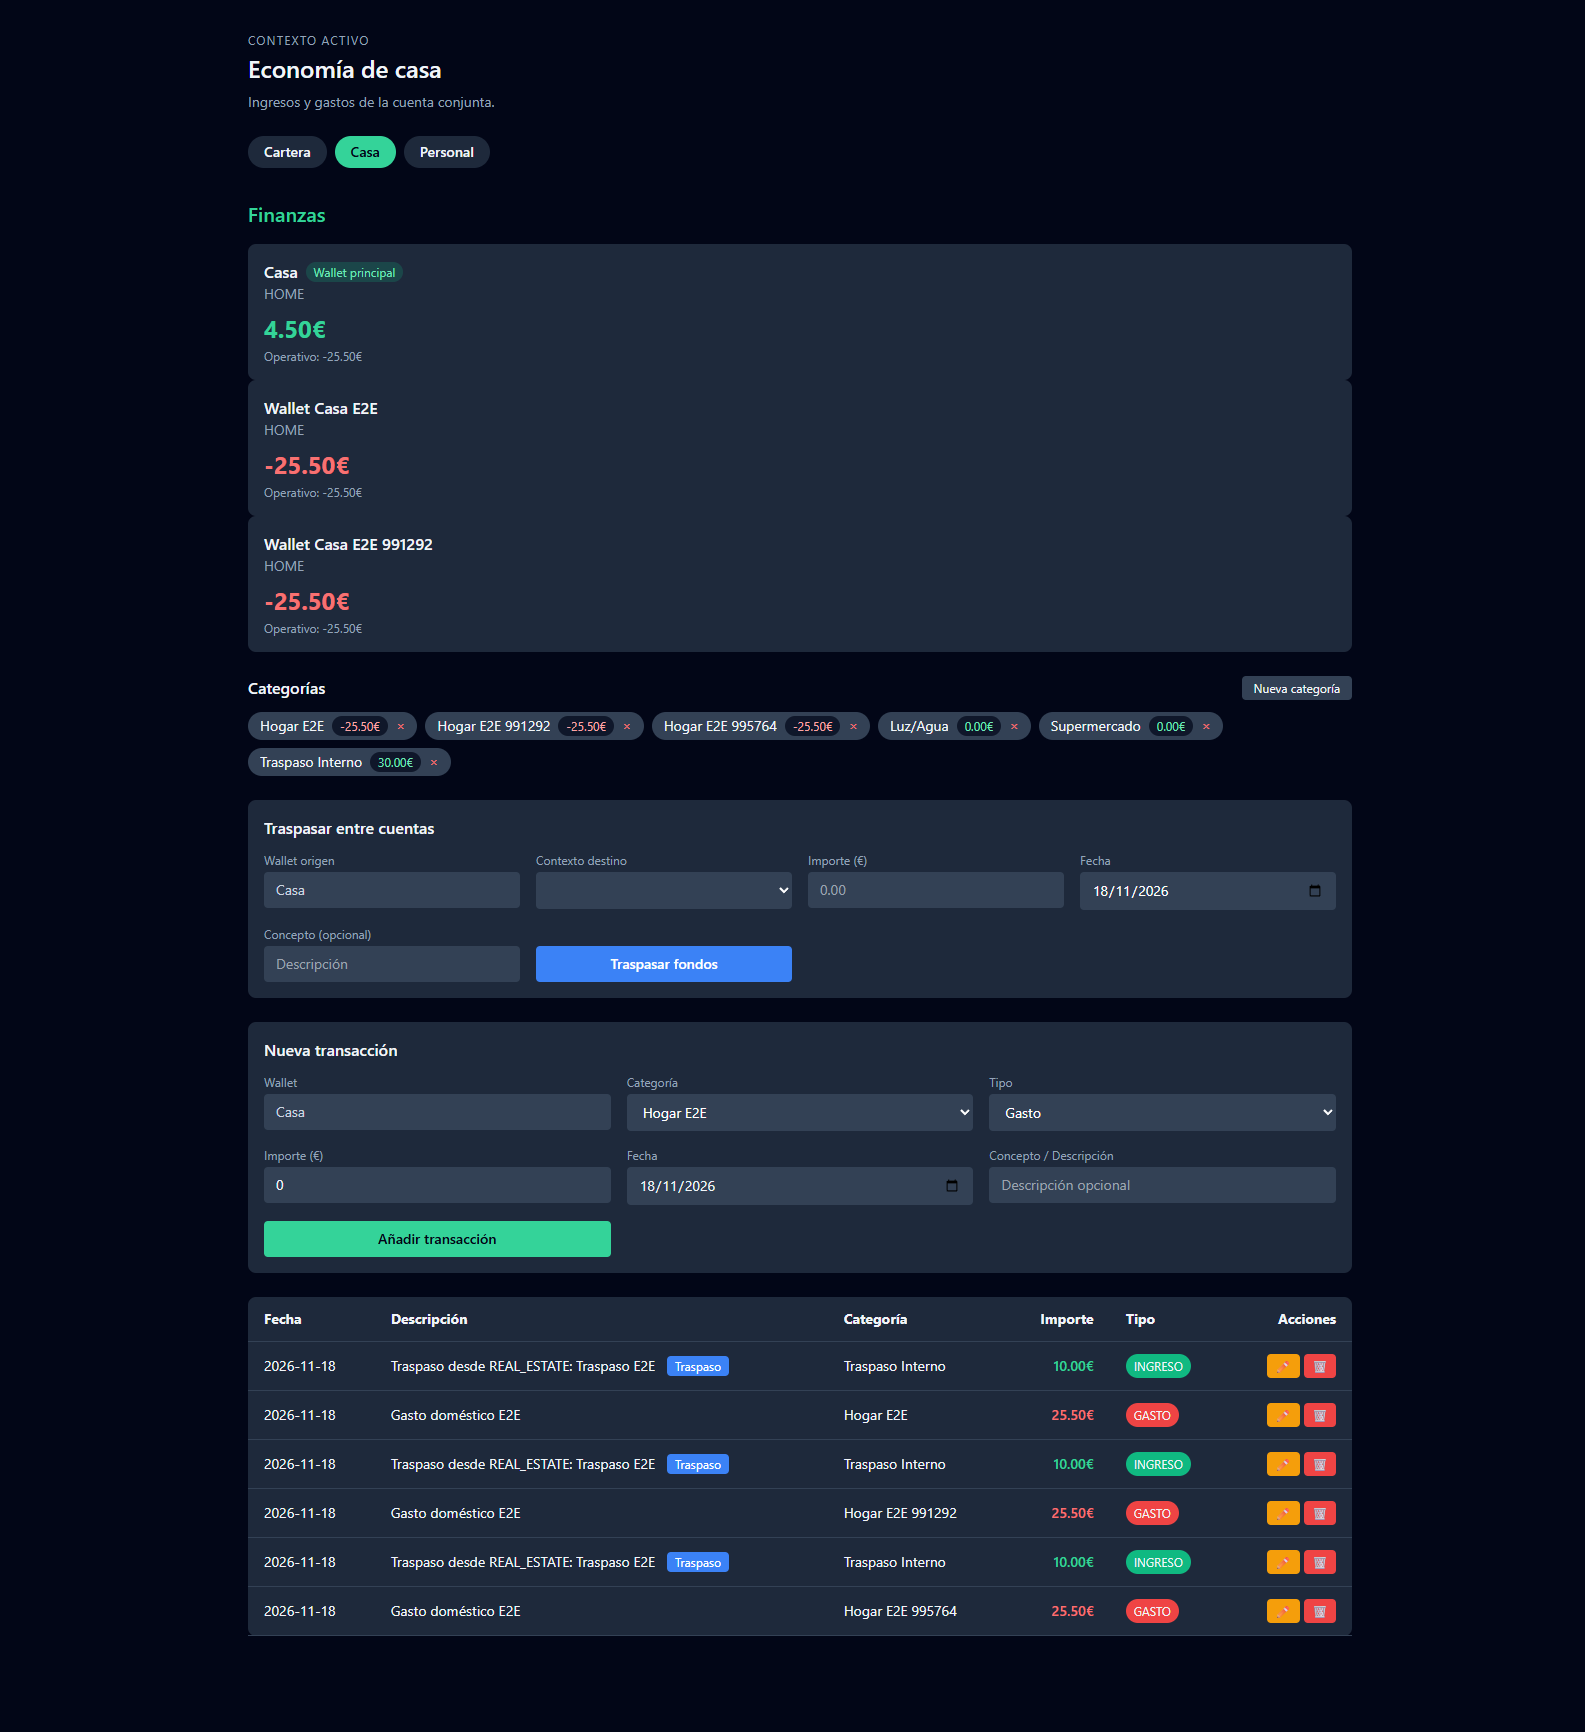 CONTEXTO ACTIVO
Economía de casa
Ingresos y gastos de la cuenta conjunta.
Cartera Casa Personal
Finanzas
Casa Wallet principal
HOME
4.50€
Operativo: -25.50€
Wallet Casa E2E
HOME
-25.50€
Operativo: -25.50€
Wallet Casa E2E 991292
HOME
-25.50€
Operativo: -25.50€
Categorías Nueva categoría
Hogar E2E -25.50€ × Hogar E2E 991292 -25.50€ × Hogar E2E 995764 -25.50€ × Luz/Agua 0.00€ × Supermercado 0.00€ ×
Traspaso Interno 30.00€ ×
Traspasar entre cuentas
Wallet origen Contexto destino Importe (€) Fecha
Casa 0.00 18/11/2026
Concepto (opcional)
Descripción Traspasar fondos
Nueva transacción
Wallet Categoría Tipo
Casa Hogar E2E Gasto
Importe (€) Fecha Concepto / Descripción
0 18/11/2026 Descripción opcional
Añadir transacción
Fecha Descripción Categoría Importe Tipo Acciones
2026-11-18 Traspaso desde REAL_ESTATE: Traspaso E2E Traspaso Traspaso Interno 10.00€ INGRESO
2026-11-18 Gasto doméstico E2E Hogar E2E 25.50€ GASTO
2026-11-18 Traspaso desde REAL_ESTATE: Traspaso E2E Traspaso Traspaso Interno 10.00€ INGRESO
2026-11-18 Gasto doméstico E2E Hogar E2E 991292 25.50€ GASTO
2026-11-18 Traspaso desde REAL_ESTATE: Traspaso E2E Traspaso Traspaso Interno 10.00€ INGRESO
2026-11-18 Gasto doméstico E2E Hogar E2E 995764 25.50€ GASTO